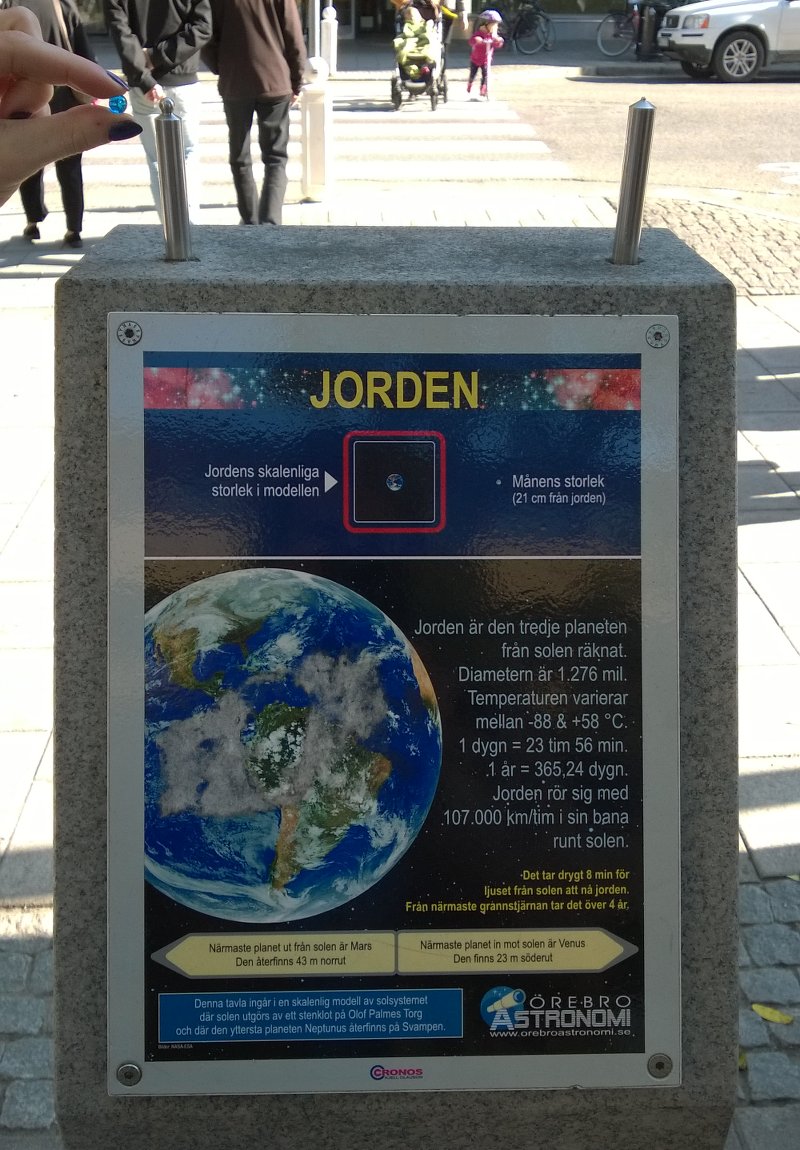 JORDEN
Jordens skalenliga
storlek i modellen
Månens storlek
(21 cm från jorden)
Jorden är den tredje planeten
från solen räknat.
Diametern är 1.276 mil.
Temperaturen varierar
mellan -88 & +58 °C.
1 dygn = 23 tim 56 min.
1 år = 365,24 dygn.
Jorden rör sig med
107.000 km/tim i sin bana
runt solen.
Det tar drygt 8 min för
ljuset från solen att nå jorden.
Från närmaste grannstjärnan tar det över 4 år.
Närmaste planet ut från solen är Mars
Den återfinns 43 m norrut
Närmaste planet in mot solen är Venus
Den finns 23 m söderut
Denna tavla ingår i en skalenlig modell av solsystemet
där solen utgörs av ett stenklot på Olof Palmes Torg
och där den yttersta planeten Neptunus återfinns på Svampen.
ÖREBRO
ASTRONOMI
www.orebroastronomi.se
Bilder: NASA/ESA
CRONOS